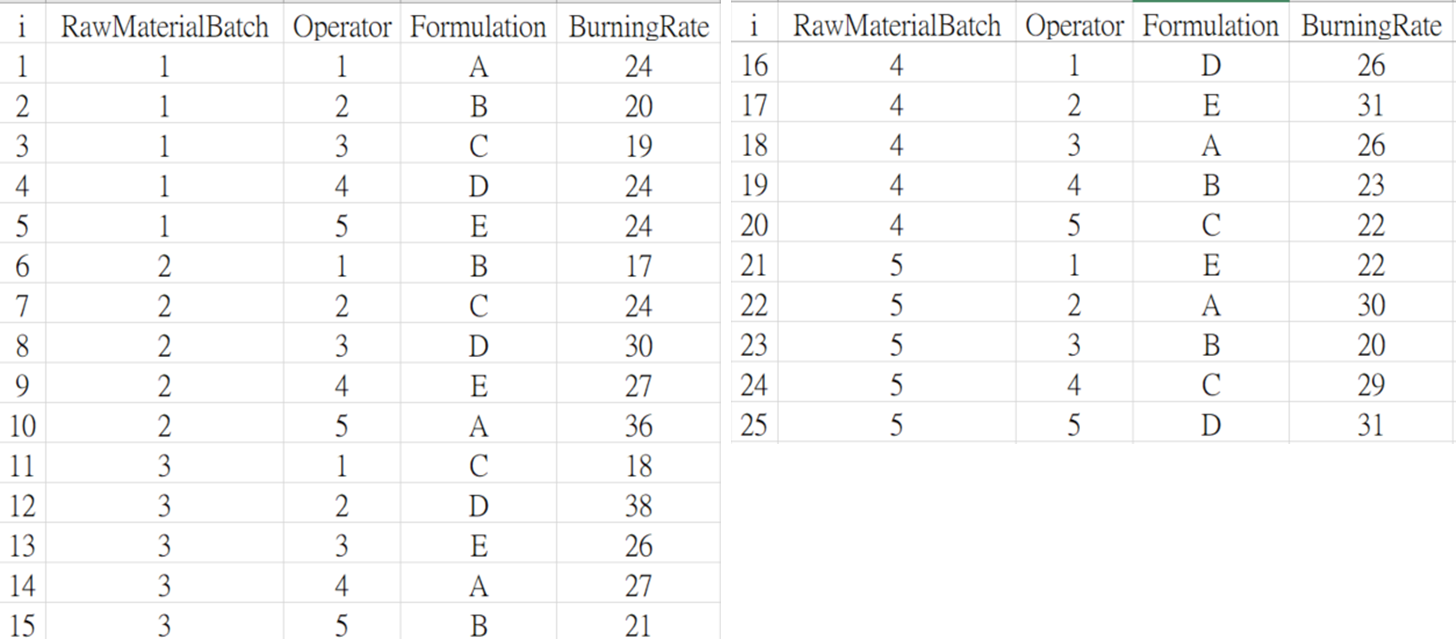 i RawMaterialBatch Operator Formulation BurningRate
1 1 1 A 24
2 1 2 B 20
3 1 3 C 19
4 1 4 D 24
5 1 5 E 24
6 2 1 B 17
7 2 2 C 24
8 2 3 D 30
9 2 4 E 27
10 2 5 A 36
11 3 1 C 18
12 3 2 D 38
13 3 3 E 26
14 3 4 A 27
15 3 5 B 21
i RawMaterialBatch Operator Formulation BurningRate
16 4 1 D 26
17 4 2 E 31
18 4 3 A 26
19 4 4 B 23
20 4 5 C 22
21 5 1 E 22
22 5 2 A 30
23 5 3 B 20
24 5 4 C 29
25 5 5 D 31